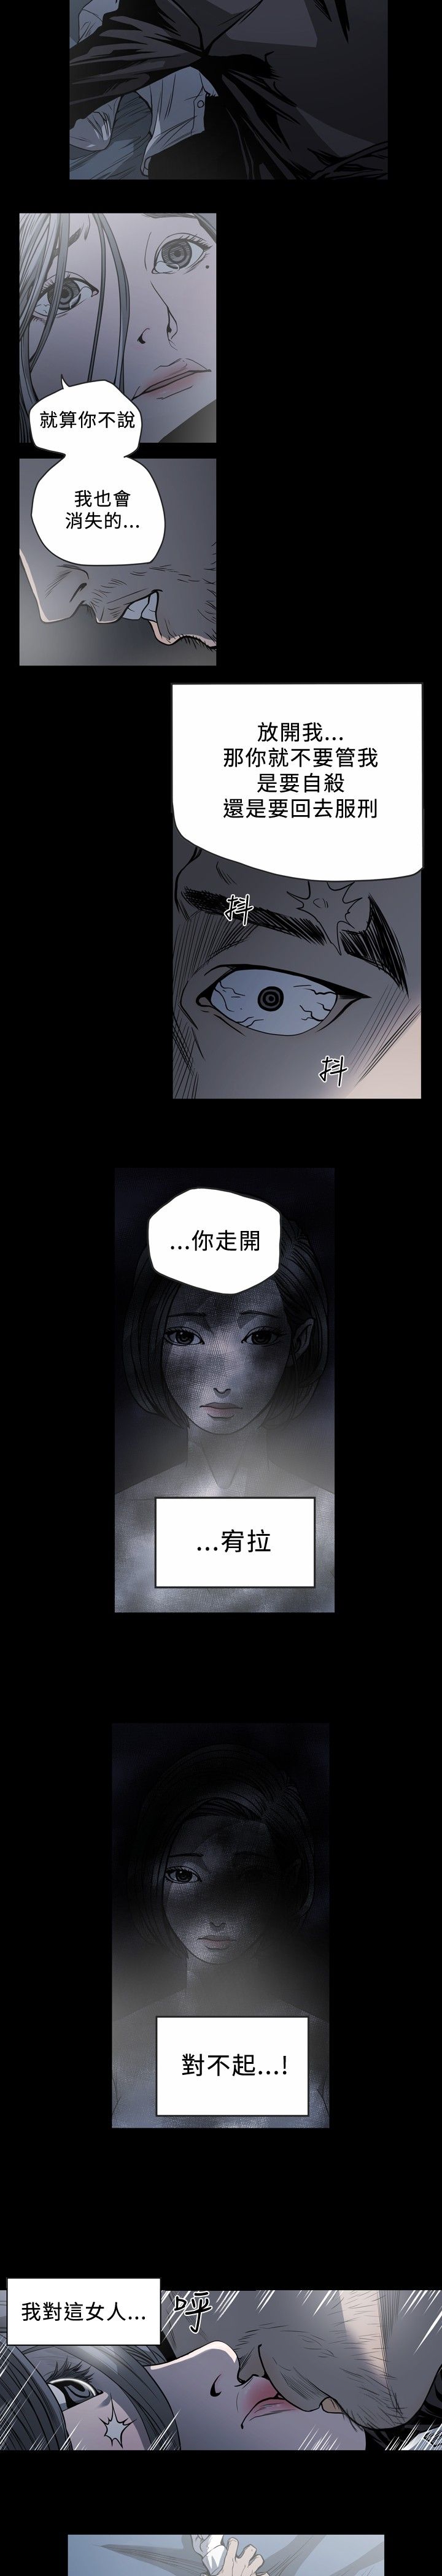 就算你不說
我也會
消失的...
放開我...
那你就不要管我
是要自殺
還是要回去服刑
抖
抖
...你走開
...宥拉
對不起...!
我對這女人...
呼